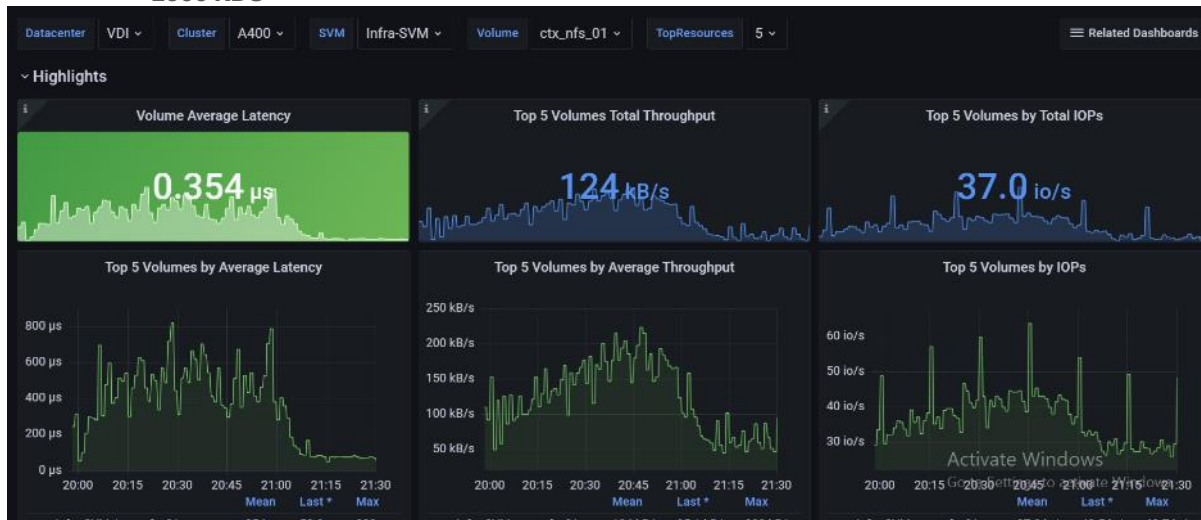 Datacenter VDI Cluster A400 SVM Infra-SVM Volume ctx_nfs_01 TopResources 5 Related Dashboards
Highlights
Volume Average Latency Top 5 Volumes Total Throughput Top 5 Volumes by Total IOPs
0.354 µs 124 kB/s 37.0 io/s
Top 5 Volumes by Average Latency
800 µs
600 µs
400 µs
200 µs
0 µs
20:00 20:15 20:30 20:45 21:00 21:15 21:30
Mean Last * Max
Top 5 Volumes by Average Throughput
250 kB/s
200 kB/s
150 kB/s
100 kB/s
50 kB/s
20:00 20:15 20:30 20:45 21:00 21:15 21:30
Mean Last * Max
Top 5 Volumes by IOPs
60 io/s
50 io/s
40 io/s
30 io/s
Activate Windows
20:00 20:15 20:30 20:45 21:00 21:15 21:30
Mean Last * Max